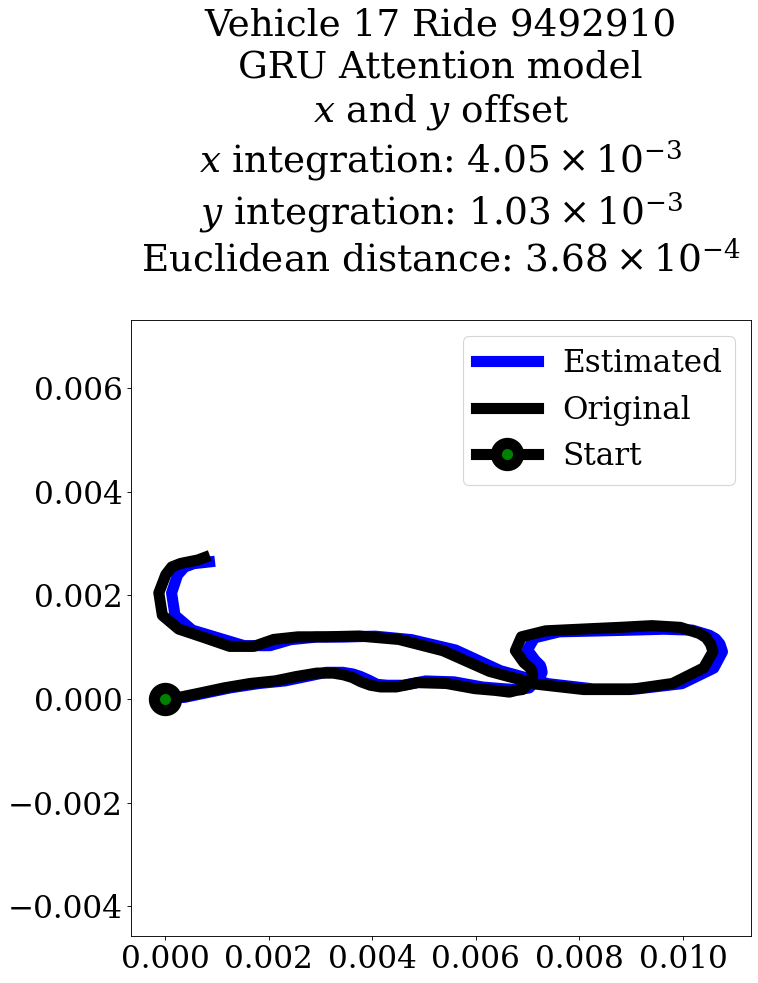 Vehicle 17 Ride 9492910
GRU Attention model
x and y offset
x integration: 4.05 × 10⁻³
y integration: 1.03 × 10⁻³
Euclidean distance: 3.68 × 10⁻⁴
Estimated
Original
Start
0.006
0.004
0.002
0.000
−0.002
−0.004
0.000 0.002 0.004 0.006 0.008 0.010